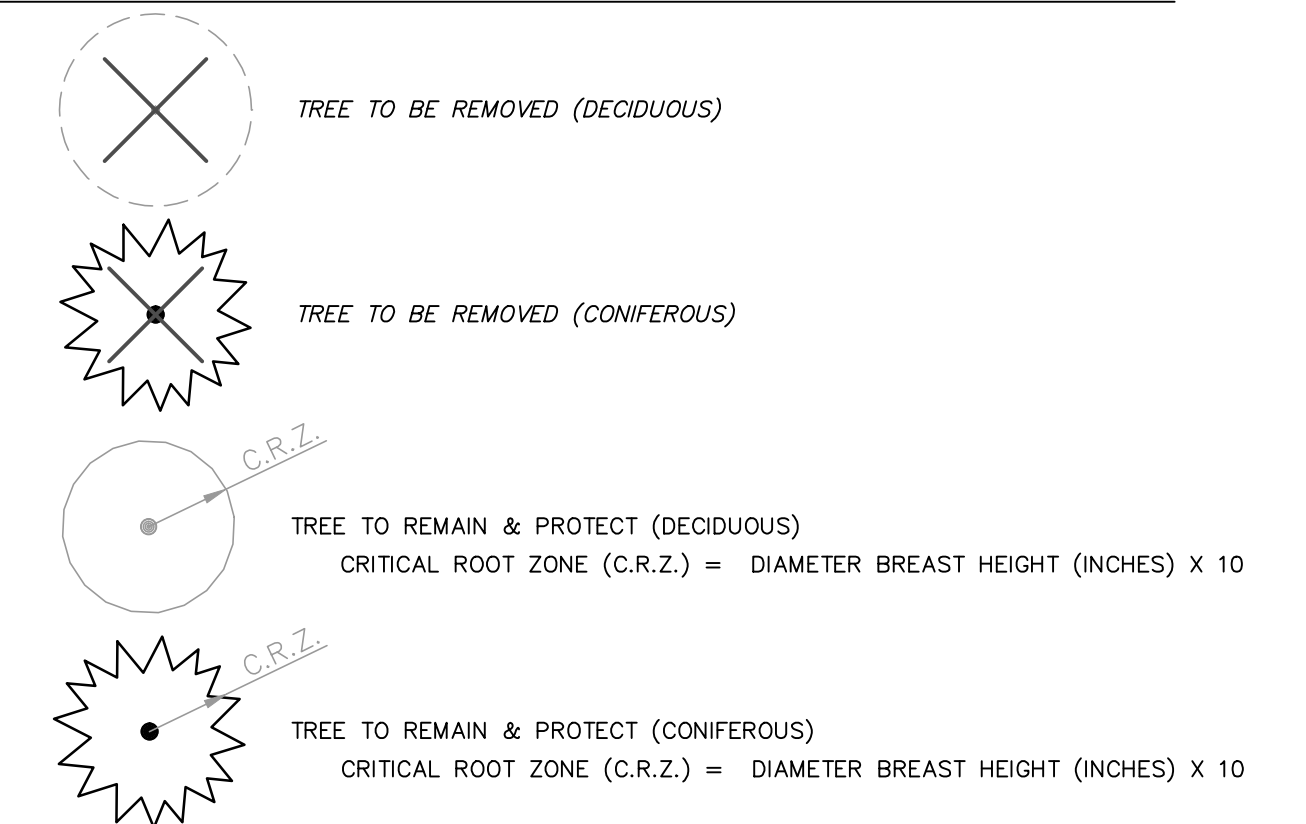 TREE TO BE REMOVED (DECIDUOUS)
TREE TO BE REMOVED (CONIFEROUS)
C.R.Z.
TREE TO REMAIN & PROTECT (DECIDUOUS)
CRITICAL ROOT ZONE (C.R.Z.) = DIAMETER BREAST HEIGHT (INCHES) X 10
C.R.Z.
TREE TO REMAIN & PROTECT (CONIFEROUS)
CRITICAL ROOT ZONE (C.R.Z.) = DIAMETER BREAST HEIGHT (INCHES) X 10